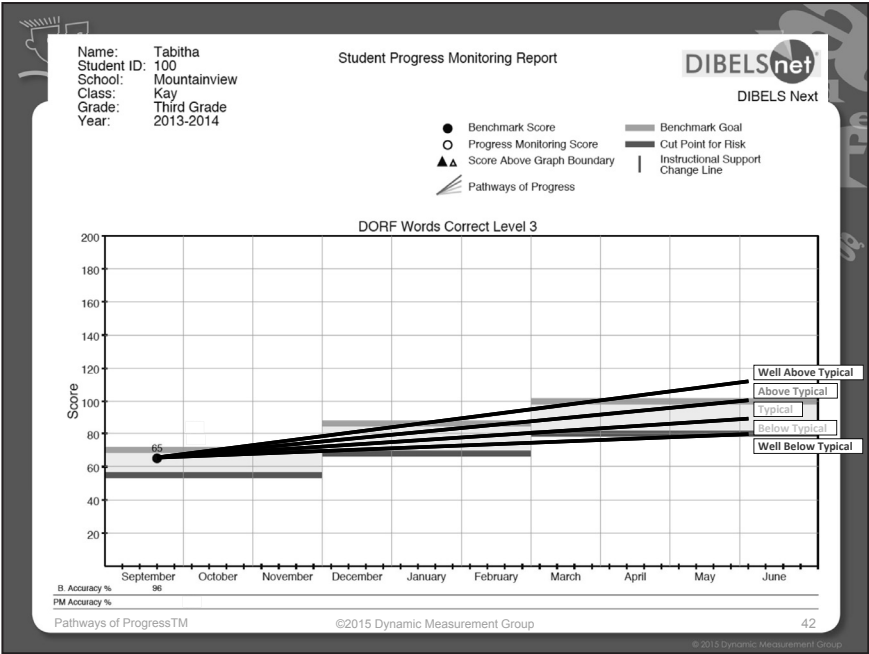 Name: Tabitha
Student ID: 100
School: Mountainview
Class: Kay
Grade: Third Grade
Year: 2013-2014
Student Progress Monitoring Report
DIBELSnet
DIBELS Next
Benchmark Score
Progress Monitoring Score
Score Above Graph Boundary
Pathways of Progress
Benchmark Goal
Cut Point for Risk
Instructional Support
Change Line
DORF Words Correct Level 3
Score
200
180
160
140
120
100
80
60
40
20
65
Well Above Typical
Above Typical
Typical
Below Typical
Well Below Typical
September October November December January February March April May June
B. Accuracy % 96
PM Accuracy %
Pathways of ProgressTM ©2015 Dynamic Measurement Group 42
© 2015 Dynamic Measurement Group